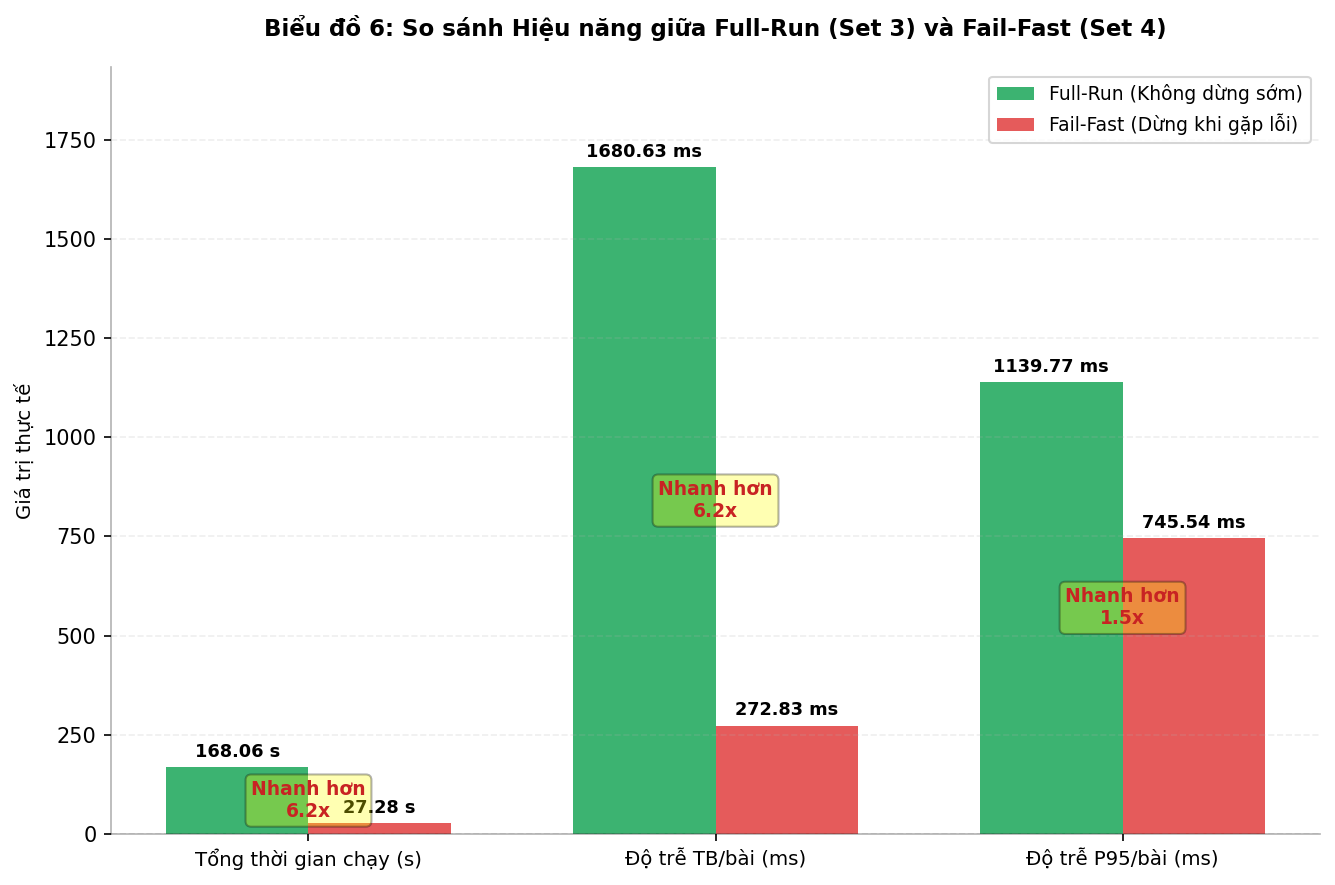 Biểu đồ 6: So sánh Hiệu năng giữa Full-Run (Set 3) và Fail-Fast (Set 4)
Full-Run (Không dừng sớm)
Fail-Fast (Dừng khi gặp lỗi)
Giá trị thực tế
1750
1500
1250
1000
750
500
250
0
168.06 s
27.28 s
Nhanh hơn
6.2x
1680.63 ms
272.83 ms
Nhanh hơn
6.2x
1139.77 ms
745.54 ms
Nhanh hơn
1.5x
Tổng thời gian chạy (s)
Độ trễ TB/bài (ms)
Độ trễ P95/bài (ms)